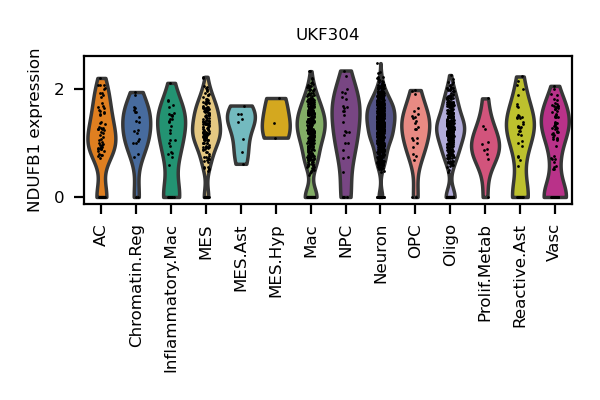 UKF304
NDUFB1 expression
2
0
AC
Chromatin.Reg
Inflammatory.Mac
MES
MES.Ast
MES.Hyp
Mac
NPC
Neuron
OPC
Oligo
Prolif.Metab
Reactive.Ast
Vasc